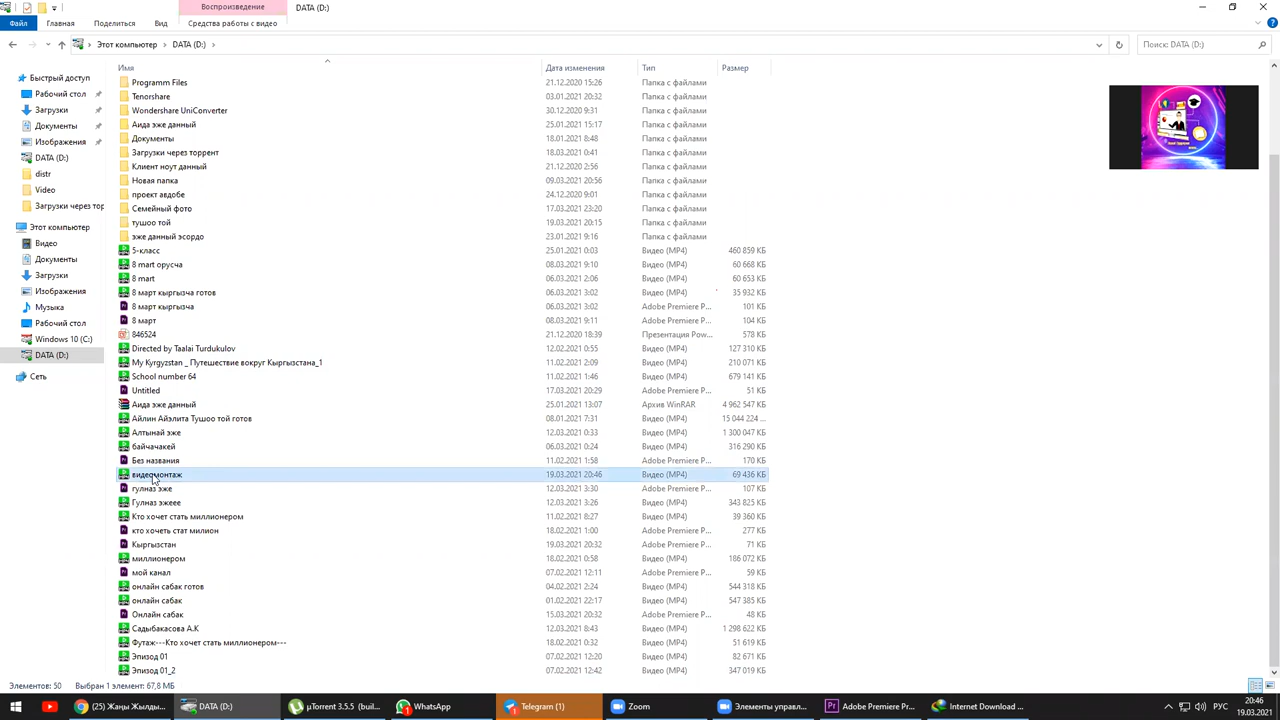 Воспроизведение
DATA (D:)
Файл
Главная
Поделиться
Вид
Средства работы с видео
Этот компьютер
DATA (D:)
Поиск: DATA (D:)
Имя
Дата изменения
Тип
Размер
Быстрый доступ
Рабочий стол
Загрузки
Документы
Изображения
DATA (D:)
distr
Video
Загрузки через тор
Этот компьютер
Видео
Документы
Загрузки
Изображения
Музыка
Рабочий стол
Windows 10 (C:)
DATA (D:)
Сеть
Programm Files 21.12.2020 15:26 Папка с файлами
Tenorshare 03.01.2021 20:32 Папка с файлами
Wondershare UniConverter 30.12.2020 9:31 Папка с файлами
Аида эже данный 25.01.2021 15:17 Папка с файлами
Документы 18.01.2021 8:48 Папка с файлами
Загрузки через торрент 18.03.2021 0:41 Папка с файлами
Клиент ноут данный 21.12.2020 2:56 Папка с файлами
Новая папка 09.03.2021 20:56 Папка с файлами
проект авдобе 24.12.2020 9:01 Папка с файлами
Семейный фото 17.03.2021 23:20 Папка с файлами
тушоо той 19.03.2021 20:15 Папка с файлами
эже данный эсордо 23.01.2021 9:16 Папка с файлами
5-класс 25.01.2021 0:03 Видео (MP4) 460 859 КБ
8 mart орусча 08.03.2021 9:10 Видео (MP4) 60 668 КБ
8 mart 06.03.2021 2:06 Видео (MP4) 60 653 КБ
8 март кыргызча готов 06.03.2021 3:02 Видео (MP4) 35 932 КБ
8 март кыргызча 06.03.2021 3:02 Adobe Premiere P... 101 КБ
8 март 08.03.2021 9:11 Adobe Premiere P... 104 КБ
846524 21.12.2020 18:39 Презентация Pow... 578 КБ
Directed by Taalai Turdukulov 12.02.2021 0:55 Видео (MP4) 127 310 КБ
My Kyrgyzstan _ Путешествие вокруг Кыргызстана_1 11.02.2021 2:09 Видео (MP4) 210 071 КБ
School number 64 11.02.2021 1:46 Видео (MP4) 679 141 КБ
Untitled 17.03.2021 20:29 Adobe Premiere P... 51 КБ
Аида эже данный 25.01.2021 13:07 Архив WinRAR 4 962 547 КБ
Айлин Айэлита Тушоо той готов 08.01.2021 7:31 Видео (MP4) 15 044 224 ...
Алтынай эже 12.03.2021 0:33 Видео (MP4) 1 300 047 КБ
байчачакей 06.03.2021 0:24 Видео (MP4) 316 290 КБ
Без названия 11.02.2021 1:58 Adobe Premiere P... 170 КБ
видеомонтаж 19.03.2021 20:46 Видео (MP4) 69 436 КБ
гулназ эже 12.03.2021 3:30 Adobe Premiere P... 107 КБ
Гулназ эжеее 12.03.2021 3:26 Видео (MP4) 343 825 КБ
Кто хочет стать миллионером 11.02.2021 8:27 Видео (MP4) 39 360 КБ
кто хочеть стат милион 18.02.2021 1:00 Adobe Premiere P... 277 КБ
Кыргызстан 19.03.2021 20:32 Adobe Premiere P... 71 КБ
миллионером 18.02.2021 0:58 Видео (MP4) 186 072 КБ
мой канал 07.02.2021 12:11 Adobe Premiere P... 59 КБ
онлайн сабак готов 04.02.2021 2:24 Видео (MP4) 544 318 КБ
онлайн сабак 01.02.2021 22:17 Видео (MP4) 547 385 КБ
Онлайн сабак 15.03.2021 20:32 Adobe Premiere P... 48 КБ
Садыбакасова А.К 12.03.2021 8:43 Видео (MP4) 1 298 622 КБ
Футаж---Кто хочет стать миллионером--- 18.02.2021 0:32 Видео (MP4) 51 619 КБ
Эпизод 01 07.02.2021 12:20 Видео (MP4) 82 671 КБ
Эпизод 01_2 07.02.2021 12:42 Видео (MP4) 347 019 КБ
Элементов: 50 Выбран 1 элемент: 67,8 МБ
(25) Жаңы Жылды...
DATA (D:)
µTorrent 3.5.5 (buil...
WhatsApp
Telegram (1)
Zoom
Элементы управл...
Adobe Premiere Pro...
Internet Download ...
РУС
20:46
19.03.2021